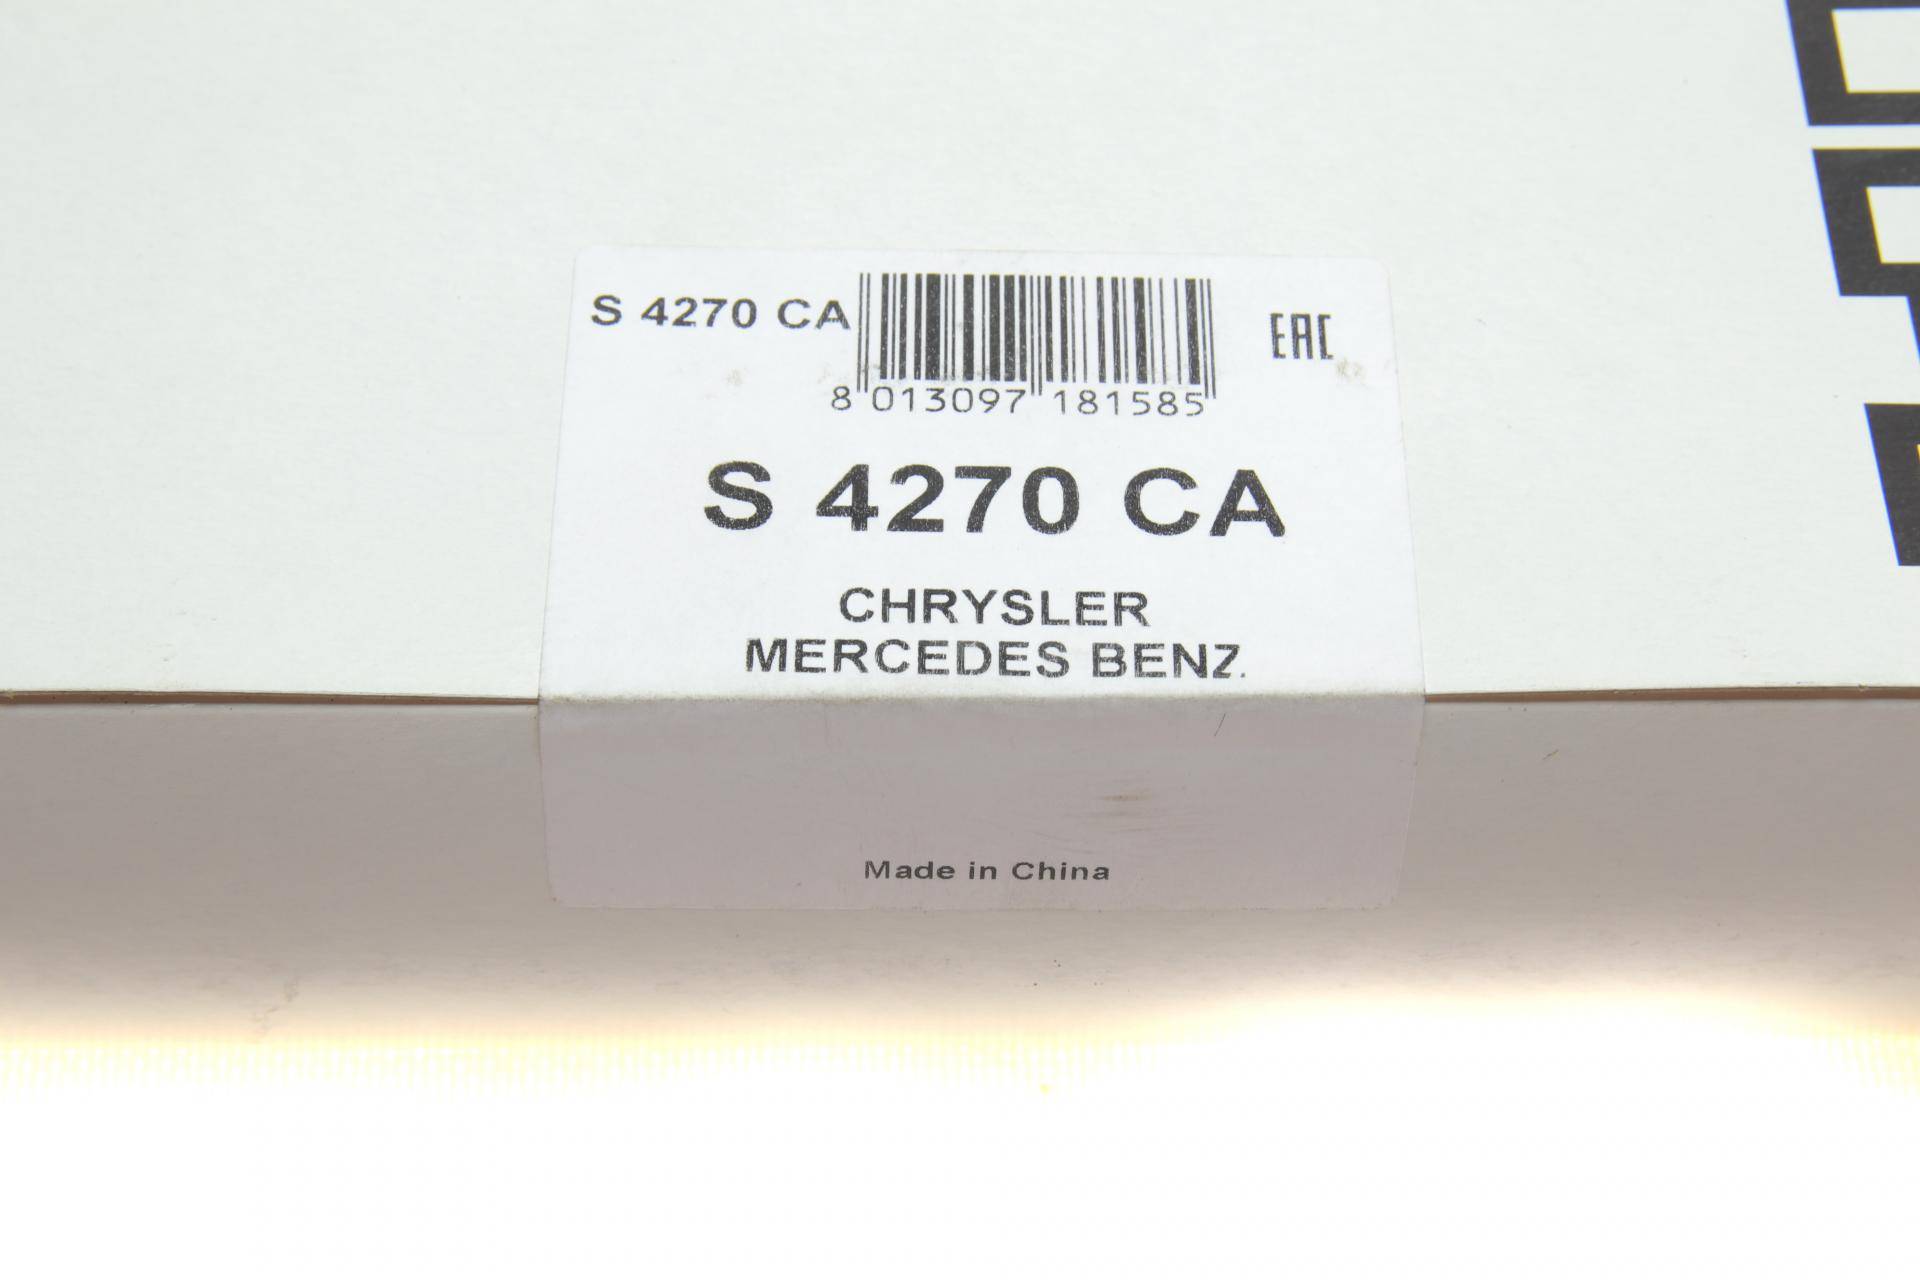 S 4270 CA
8 013097 181585
EAC
S 4270 CA
CHRYSLER
MERCEDES BENZ.
Made in China